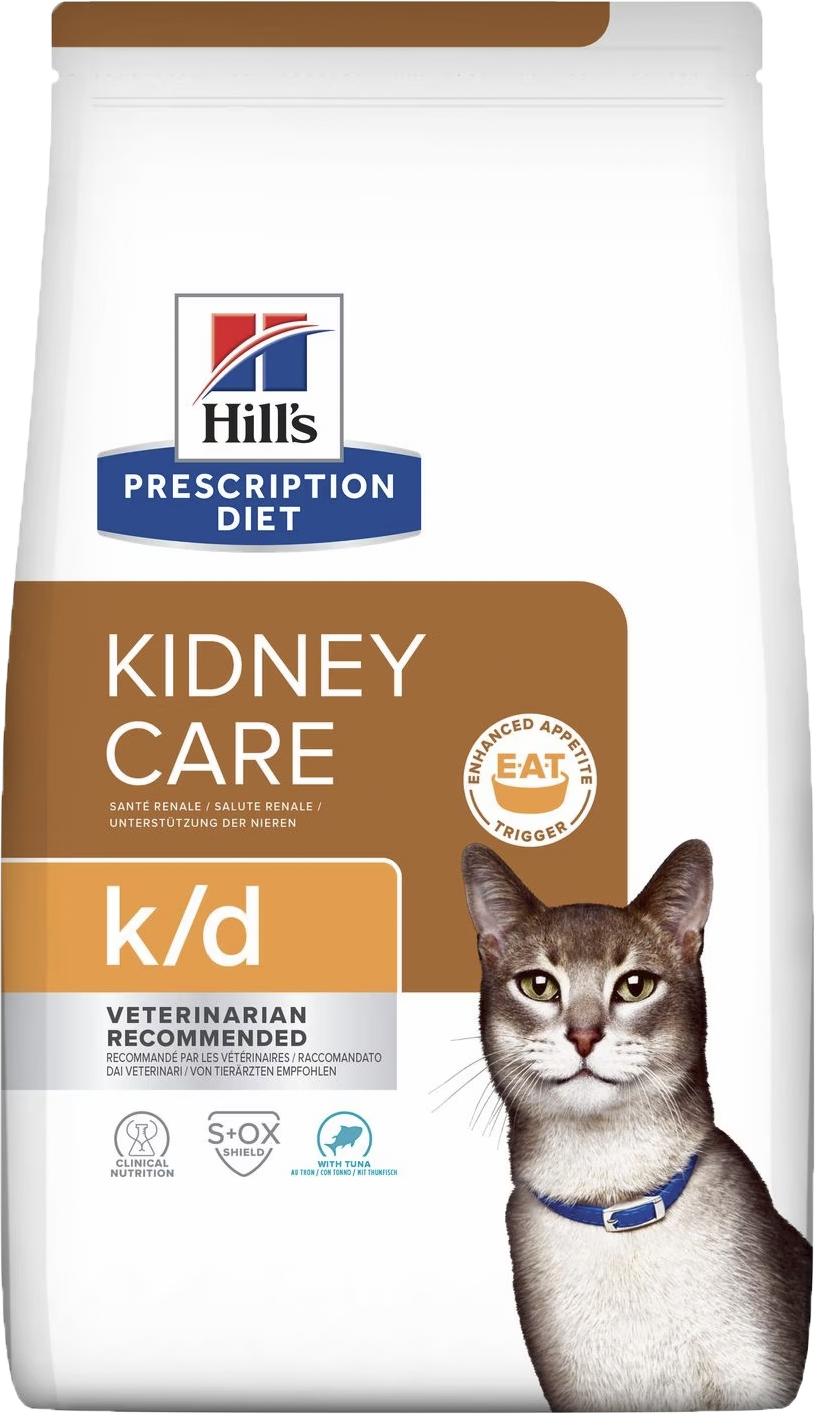 Hill's
PRESCRIPTION
DIET
KIDNEY
CARE
SANTÉ RENALE / SALUTE RENALE /
UNTERSTÜTZUNG DER NIEREN
ENHANCED APPETITE
E·A·T
TRIGGER
k/d
VETERINARIAN
RECOMMENDED
RECOMMANDÉ PAR LES VÉTÉRINAIRES / RACCOMANDATO
DAI VETERINARI / VON TIERÄRZTEN EMPFOHLEN
CLINICAL
NUTRITION
S+OX
SHIELD
WITH TUNA
AU THON / CON TONNO / MIT THUNFISCH